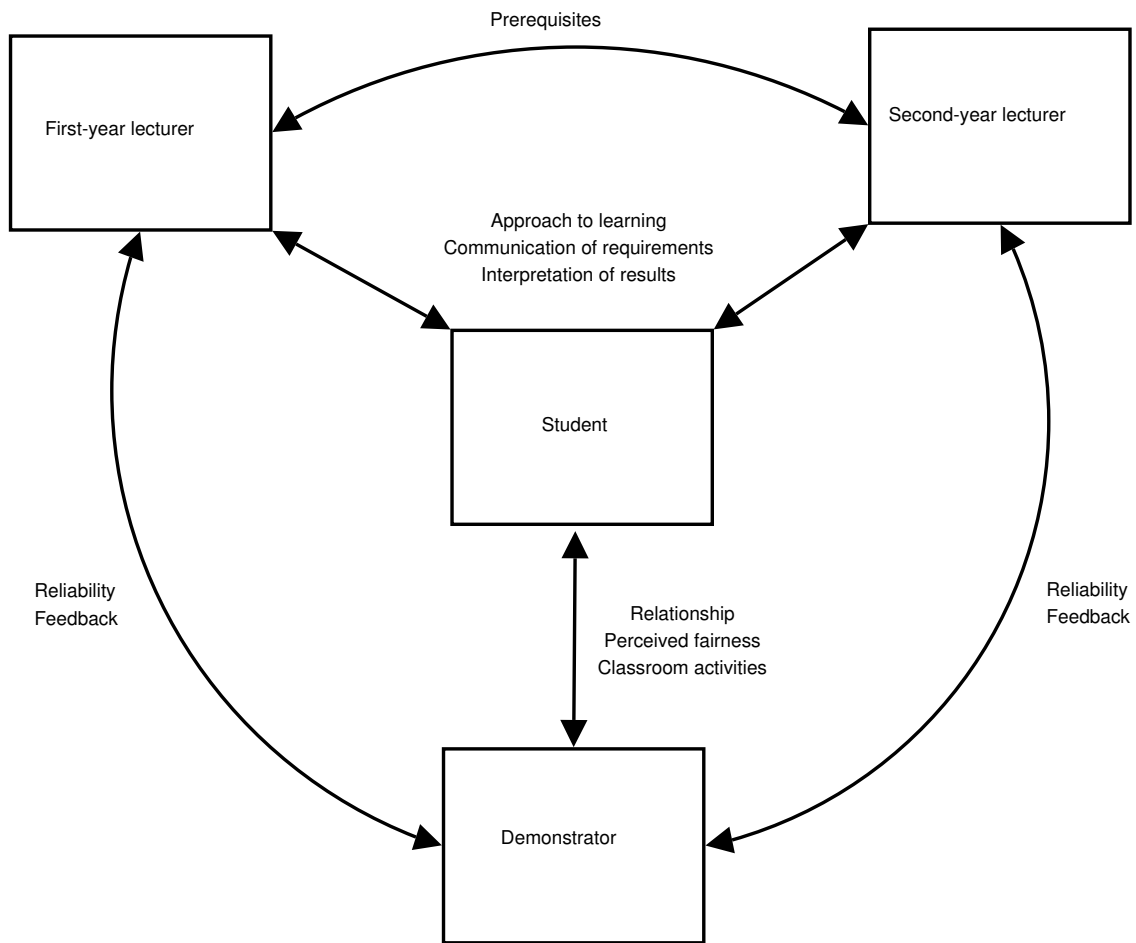 Prerequisites
First-year lecturer
Second-year lecturer
Approach to learning
Communication of requirements
Interpretation of results
Student
Reliability
Feedback
Relationship
Perceived fairness
Classroom activities
Reliability
Feedback
Demonstrator